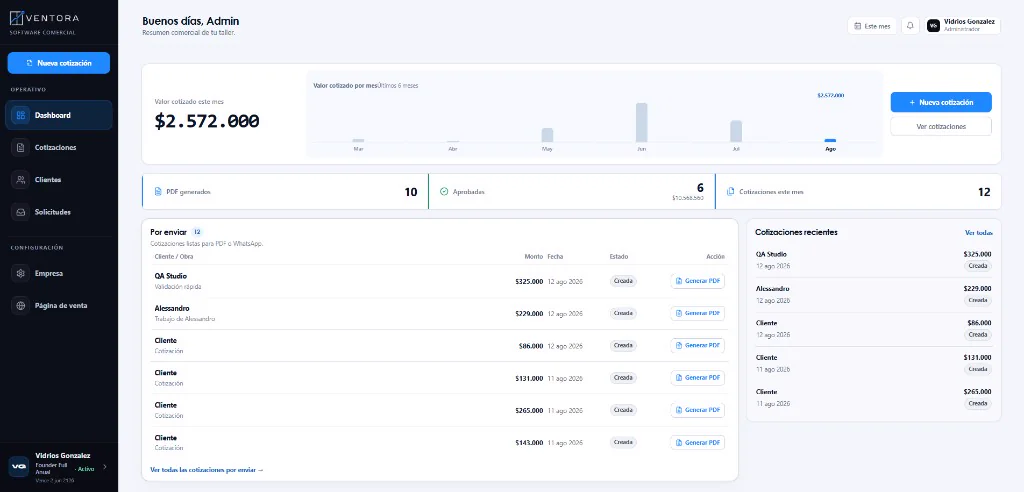 VENTORA
SOFTWARE COMERCIAL
Nueva cotización
OPERATIVO
Dashboard
Cotizaciones
Clientes
Solicitudes
CONFIGURACIÓN
Empresa
Página de venta
VG
Vidrios Gonzalez
Founder Full Anual
· Activo
Buenos días, Admin
Resumen comercial de tu taller.
Este mes
VG
Vidrios Gonzalez
Administrador
Valor cotizado este mes
$2.572.000
Valor cotizado por mes Últimos 6 meses
$2.572.000
Mar
Abr
May
Jun
Jul
Ago
+ Nueva cotización
Ver cotizaciones
PDF generados
10
Aprobadas
6
$10.568.560
Cotizaciones este mes
12
Por enviar 12
Cotizaciones listas para PDF o WhatsApp.
Cliente / Obra Monto Fecha Estado Acción
QA Studio
Validación rápida
$325.000 12 ago 2026 Creada Generar PDF
Alessandro
Trabajo de Alessandro
$229.000 12 ago 2026 Creada Generar PDF
Cliente
Cotización
$86.000 12 ago 2026 Creada Generar PDF
Cliente
Cotización
$131.000 11 ago 2026 Creada Generar PDF
Cliente
Cotización
$265.000 11 ago 2026 Creada Generar PDF
Cliente
Cotización
$143.000 11 ago 2026 Creada Generar PDF
Ver todas las cotizaciones por enviar →
Cotizaciones recientes
Ver todas
QA Studio $325.000
12 ago 2026 Creada
Alessandro $229.000
12 ago 2026 Creada
Cliente $86.000
12 ago 2026 Creada
Cliente $131.000
11 ago 2026 Creada
Cliente $265.000
11 ago 2026 Creada